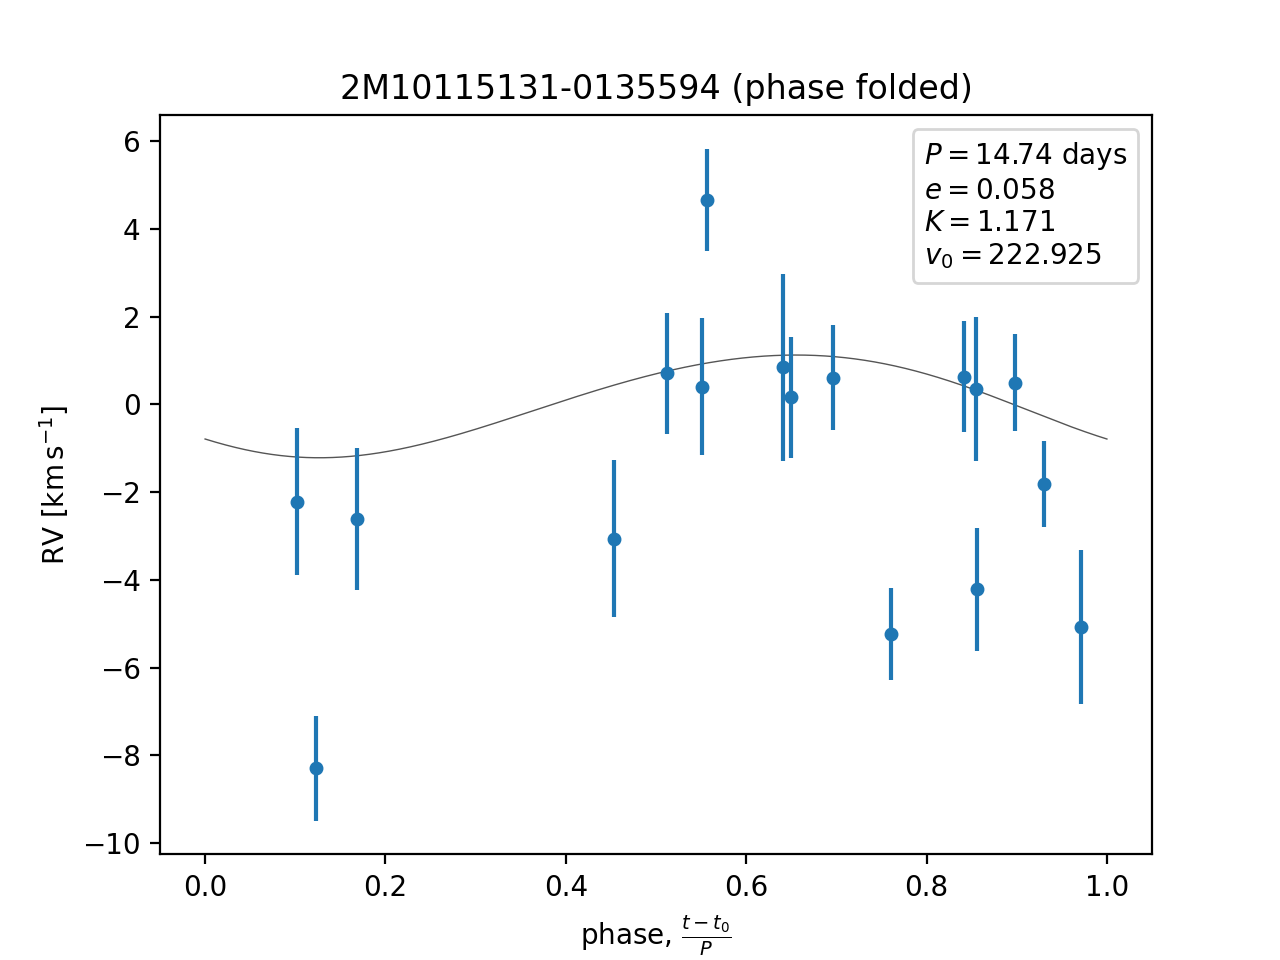 2M10115131-0135594 (phase folded)
P = 14.74 days
e = 0.058
K = 1.171
v₀ = 222.925
6
4
2
0
−2
−4
−6
−8
−10
RV [km s⁻¹]
0.0 0.2 0.4 0.6 0.8 1.0
phase, (t − t₀)/P